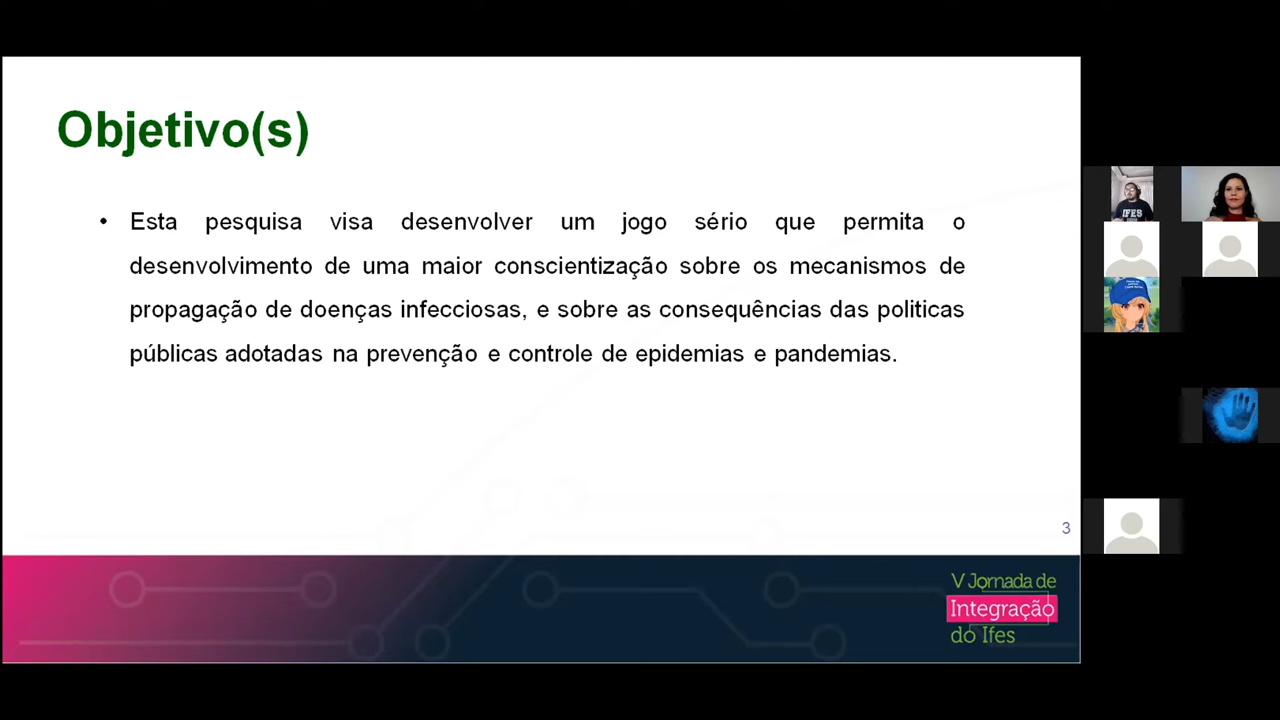 Objetivo(s)
• Esta pesquisa visa desenvolver um jogo sério que permita o
desenvolvimento de uma maior conscientização sobre os mecanismos de
propagação de doenças infecciosas, e sobre as consequências das politicas
públicas adotadas na prevenção e controle de epidemias e pandemias.
3
V Jornada de
Integração
do Ifes
IFES